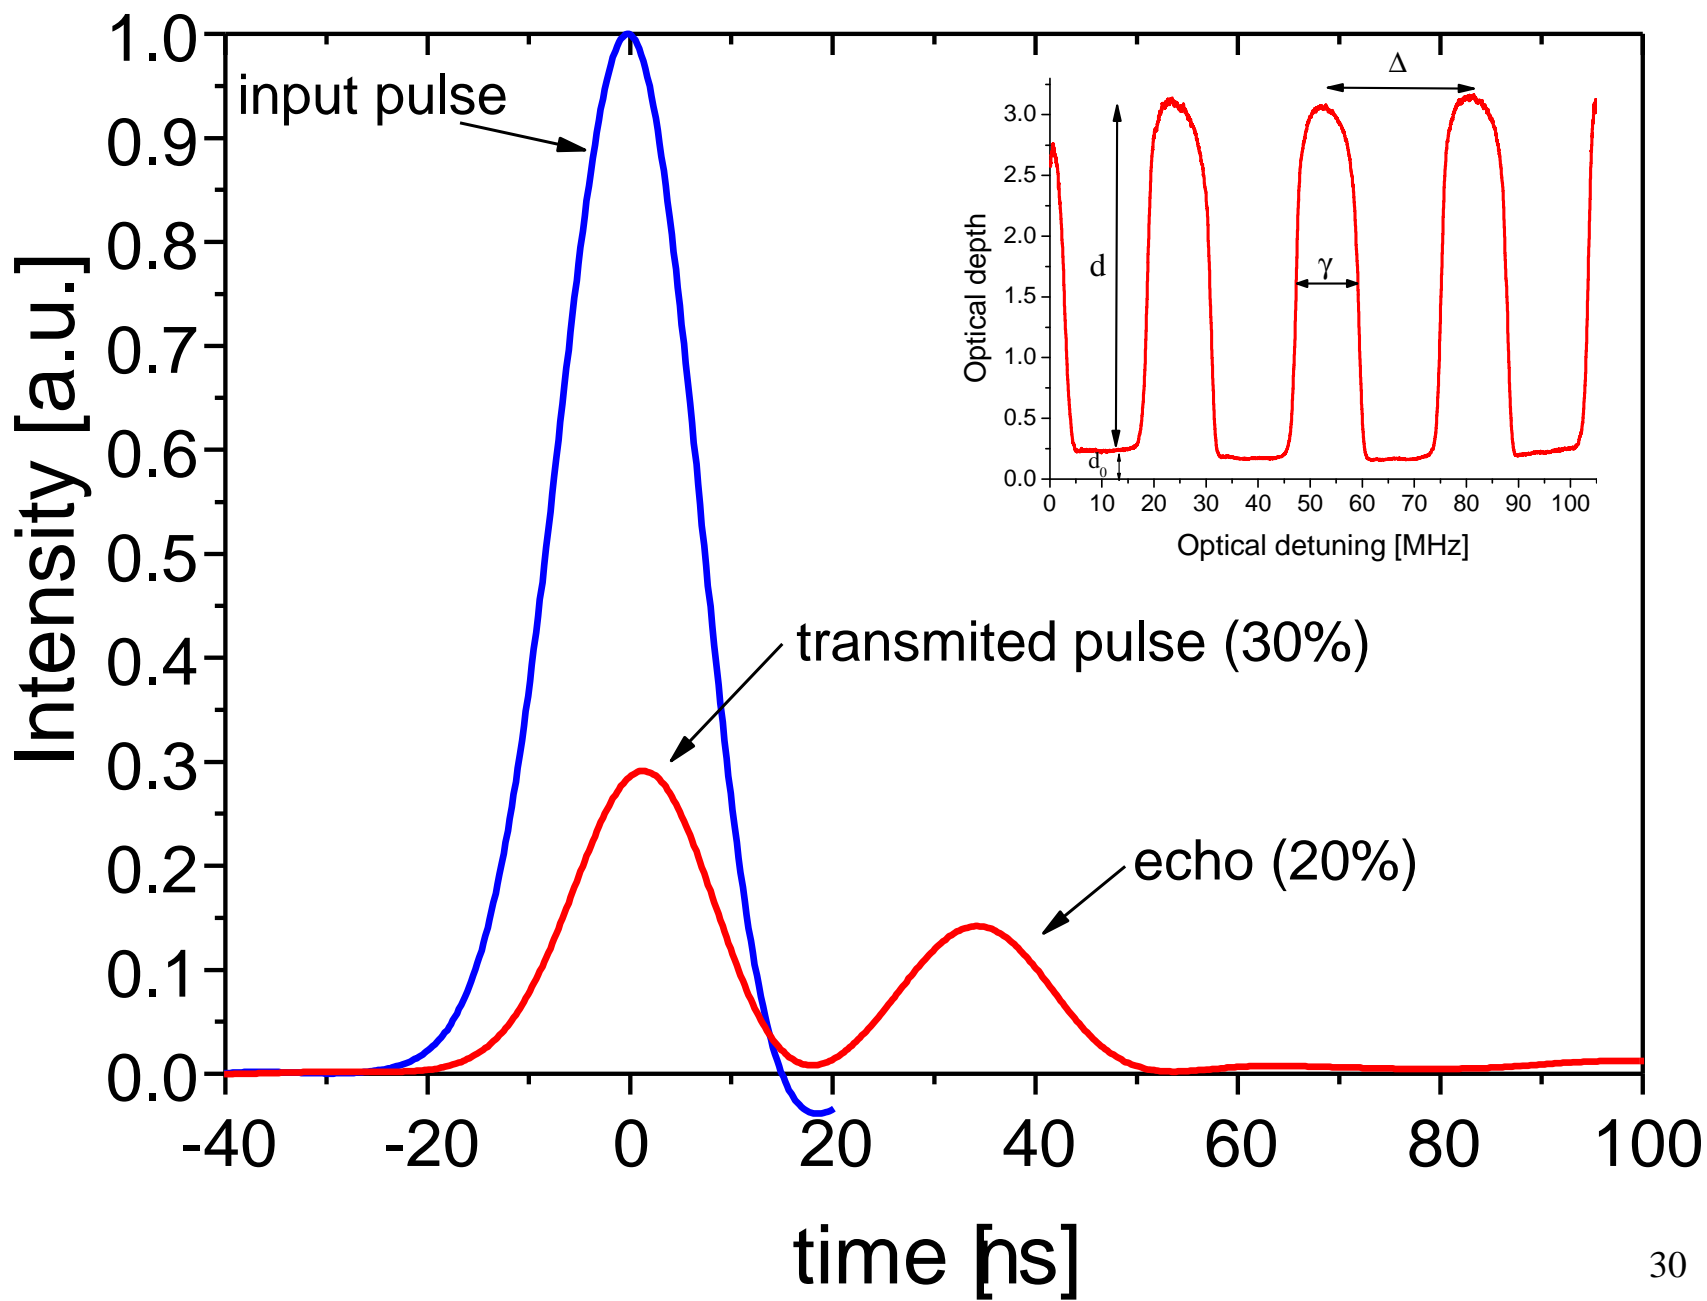 1.0
0.9
0.8
0.7
0.6
0.5
0.4
0.3
0.2
0.1
0.0
Intensity [a.u.]
-40 -20 0 20 40 60 80 100
time [ns]
input pulse
transmited pulse (30%)
echo (20%)
3.0
2.5
2.0
1.5
1.0
0.5
0.0
Optical depth
Δ
d
γ
d0
0 10 20 30 40 50 60 70 80 90 100
Optical detuning [MHz]
30